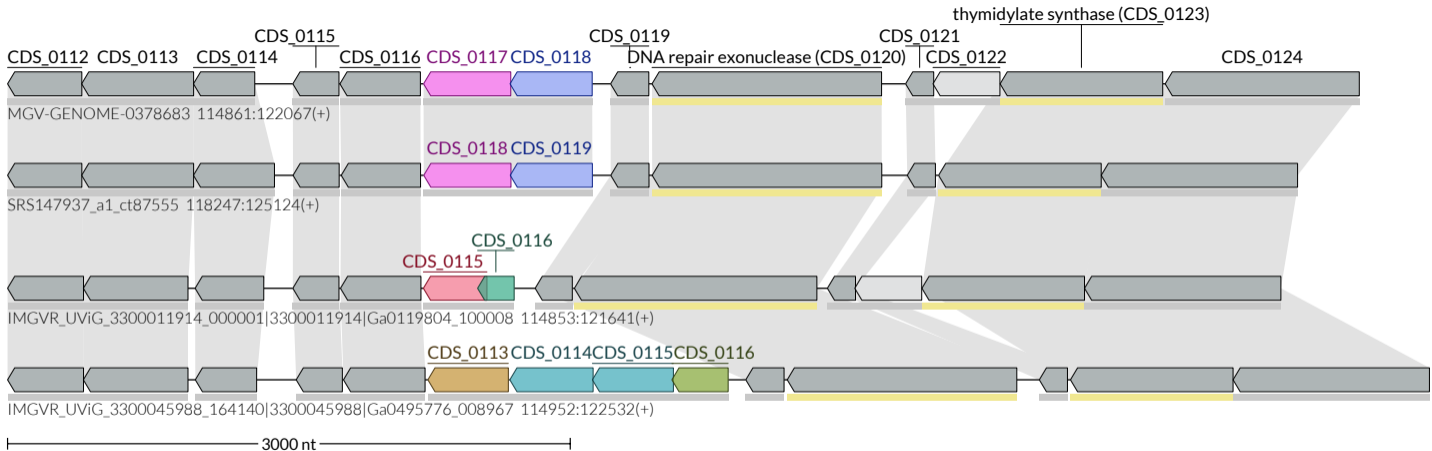 thymidylate synthase (CDS_0123)
CDS_0115 CDS_0119 CDS_0121
CDS_0112 CDS_0113 CDS_0114 CDS_0116 CDS_0117 CDS_0118 DNA repair exonuclease (CDS_0120) CDS_0122 CDS_0124
MGV-GENOME-0378683 114861:122067(+)
CDS_0118 CDS_0119
SRS147937_a1_ct87555 118247:125124(+)
CDS_0116
CDS_0115
IMGVR_UViG_3300011914_000001|3300011914|Ga0119804_100008 114853:121641(+)
CDS_0113 CDS_0114 CDS_0115 CDS_0116
IMGVR_UViG_3300045988_164140|3300045988|Ga0495776_008967 114952:122532(+)
3000 nt